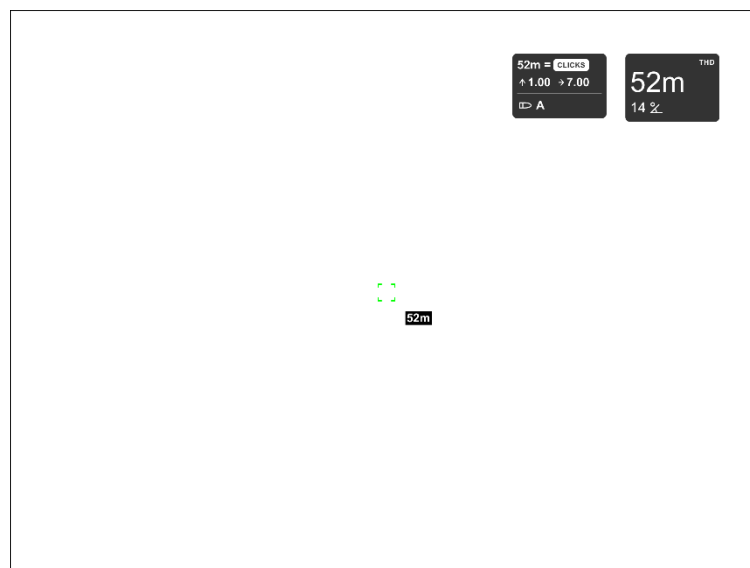 52m = CLICKS
↑ 1.00 → 7.00
A
THD
52m
14 °
52m